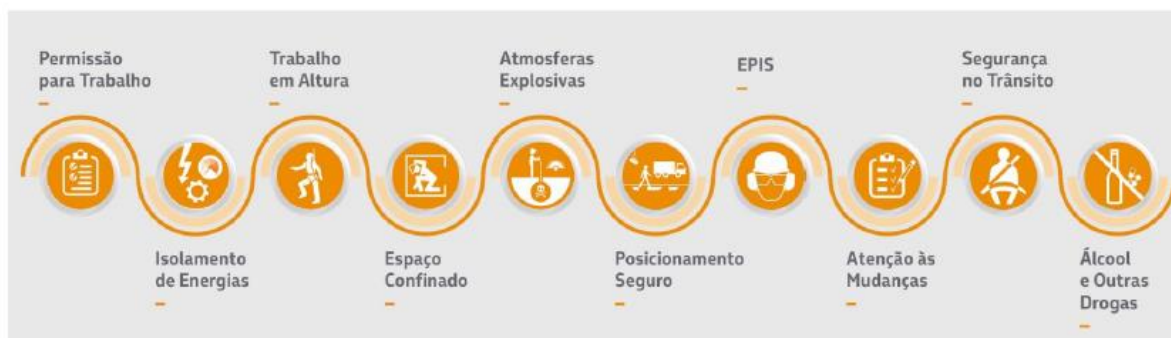 Permissão
para Trabalho
Isolamento
de Energias
Trabalho
em Altura
Espaço
Confinado
Atmosferas
Explosivas
Posicionamento
Seguro
EPIS
Atenção às
Mudanças
Segurança
no Trânsito
Álcool
e Outras
Drogas